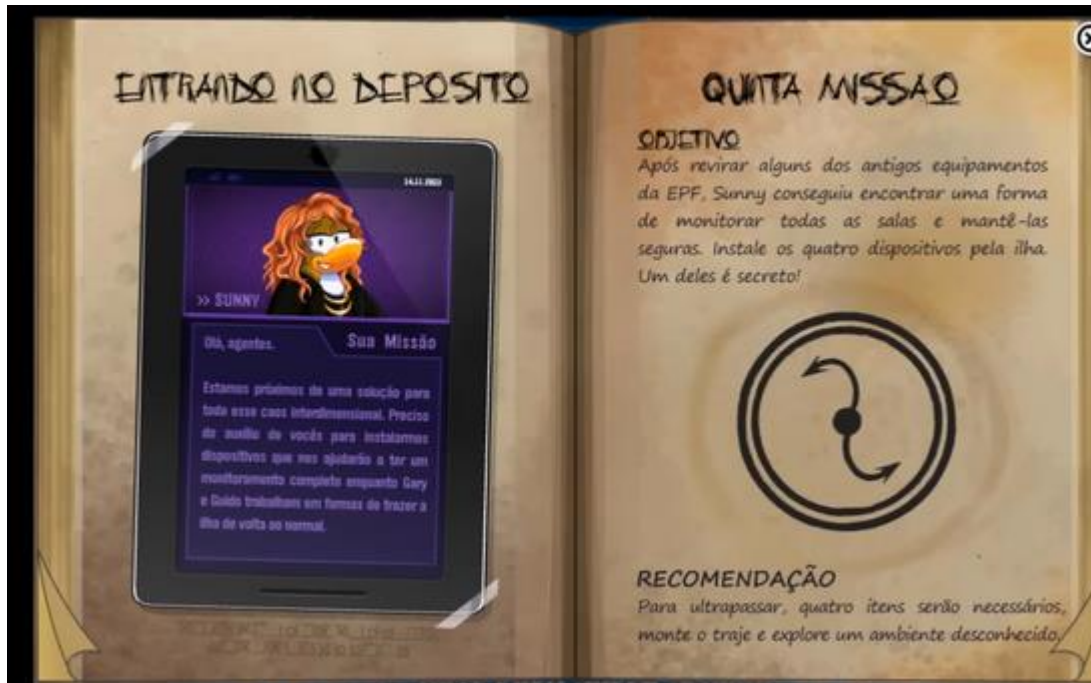 ENTRANDO NO DEPOSITO
14.11.2023
>> SUNNY
Olá, agentes.
Sua Missão
Estamos próximos de uma solução para
todo esse caos interdimensional. Preciso
do auxílio de vocês para instalarmos
dispositivos que nos ajudarão a ter um
monitoramento completo enquanto Gary
e Guido trabalham em formas de trazer a
ilha de volta ao normal.
QUINTA MISSAO
OBJETIVO
Após revirar alguns dos antigos equipamentos
da EPF, Sunny conseguiu encontrar uma forma
de monitorar todas as salas e mantê-las
seguras. Instale os quatro dispositivos pela ilha.
Um deles é secreto!
RECOMENDAÇÃO
Para ultrapassar, quatro itens serão necessários,
monte o traje e explore um ambiente desconhecido.